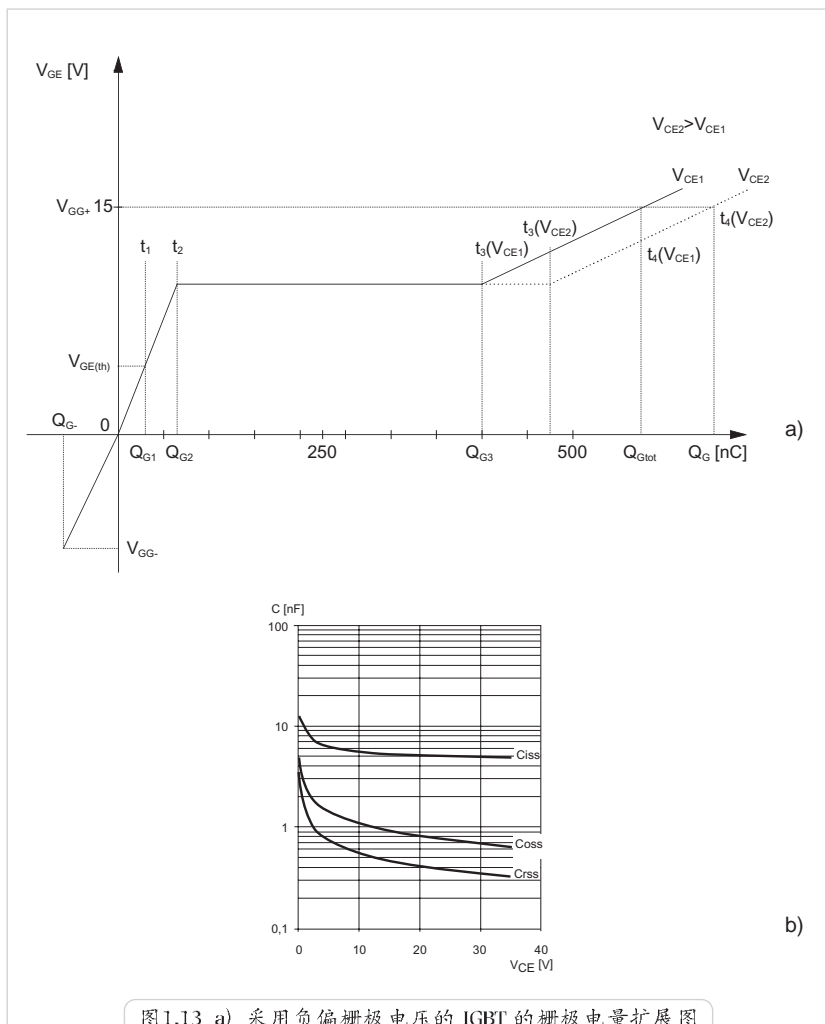 V_GE [V]
V_CE2>V_CE1
V_CE1 V_CE2
V_GG+ 15
t_4(V_CE2)
t_3(V_CE2)
t_1 t_2 t_3(V_CE1)
t_4(V_CE1)
V_GE(th)
Q_G- 0
a)
Q_G1 Q_G2 250 Q_G3 500 Q_Gtot Q_G [nC]
V_GG-
C [nF]
100
10
Ciss
1
Coss
Crss
0,1
b)
0 10 20 30 40
V_CE [V]
图1.13 a) 采用负偏栅极电压的 IGBT 的栅极电量扩展图